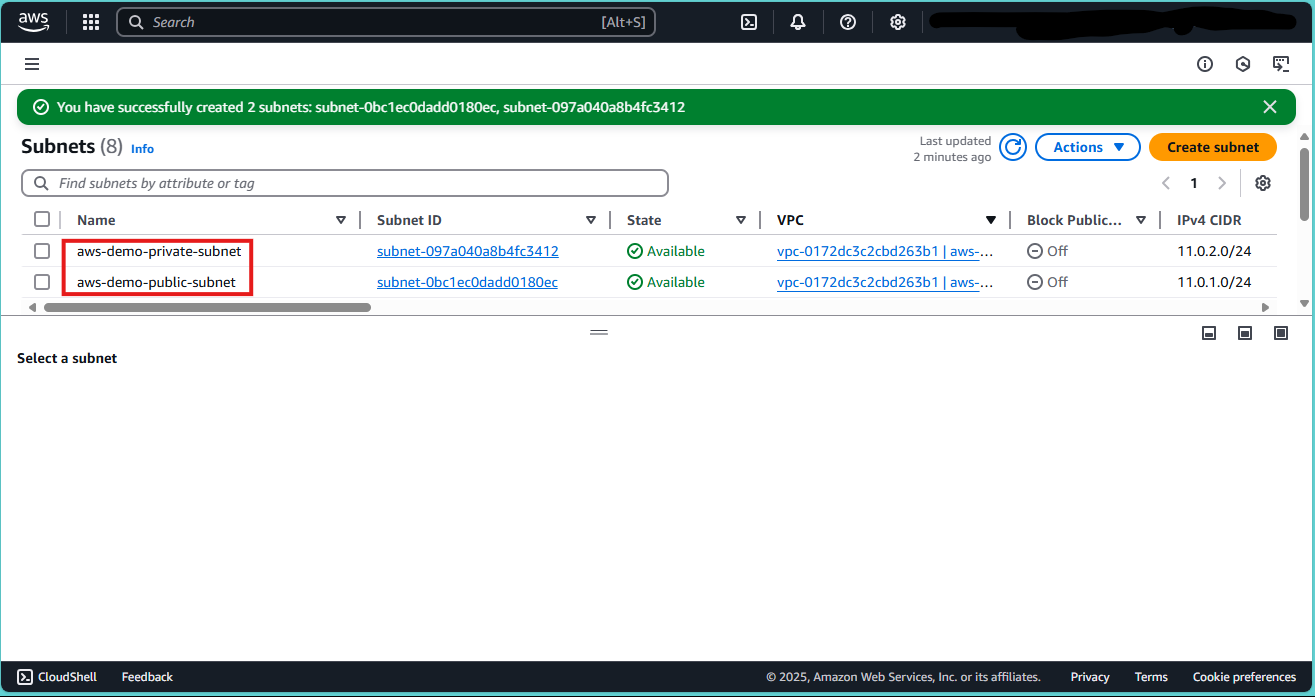 aws
Search [Alt+S]
You have successfully created 2 subnets: subnet-0bc1ec0dadd0180ec, subnet-097a040a8b4fc3412
Subnets (8) Info
Last updated
2 minutes ago
Actions
Create subnet
Find subnets by attribute or tag
1
Name Subnet ID State VPC Block Public... IPv4 CIDR
aws-demo-private-subnet subnet-097a040a8b4fc3412 Available vpc-0172dc3c2cbd263b1 | aws-... Off 11.0.2.0/24
aws-demo-public-subnet subnet-0bc1ec0dadd0180ec Available vpc-0172dc3c2cbd263b1 | aws-... Off 11.0.1.0/24
Select a subnet
CloudShell Feedback © 2025, Amazon Web Services, Inc. or its affiliates. Privacy Terms Cookie preferences